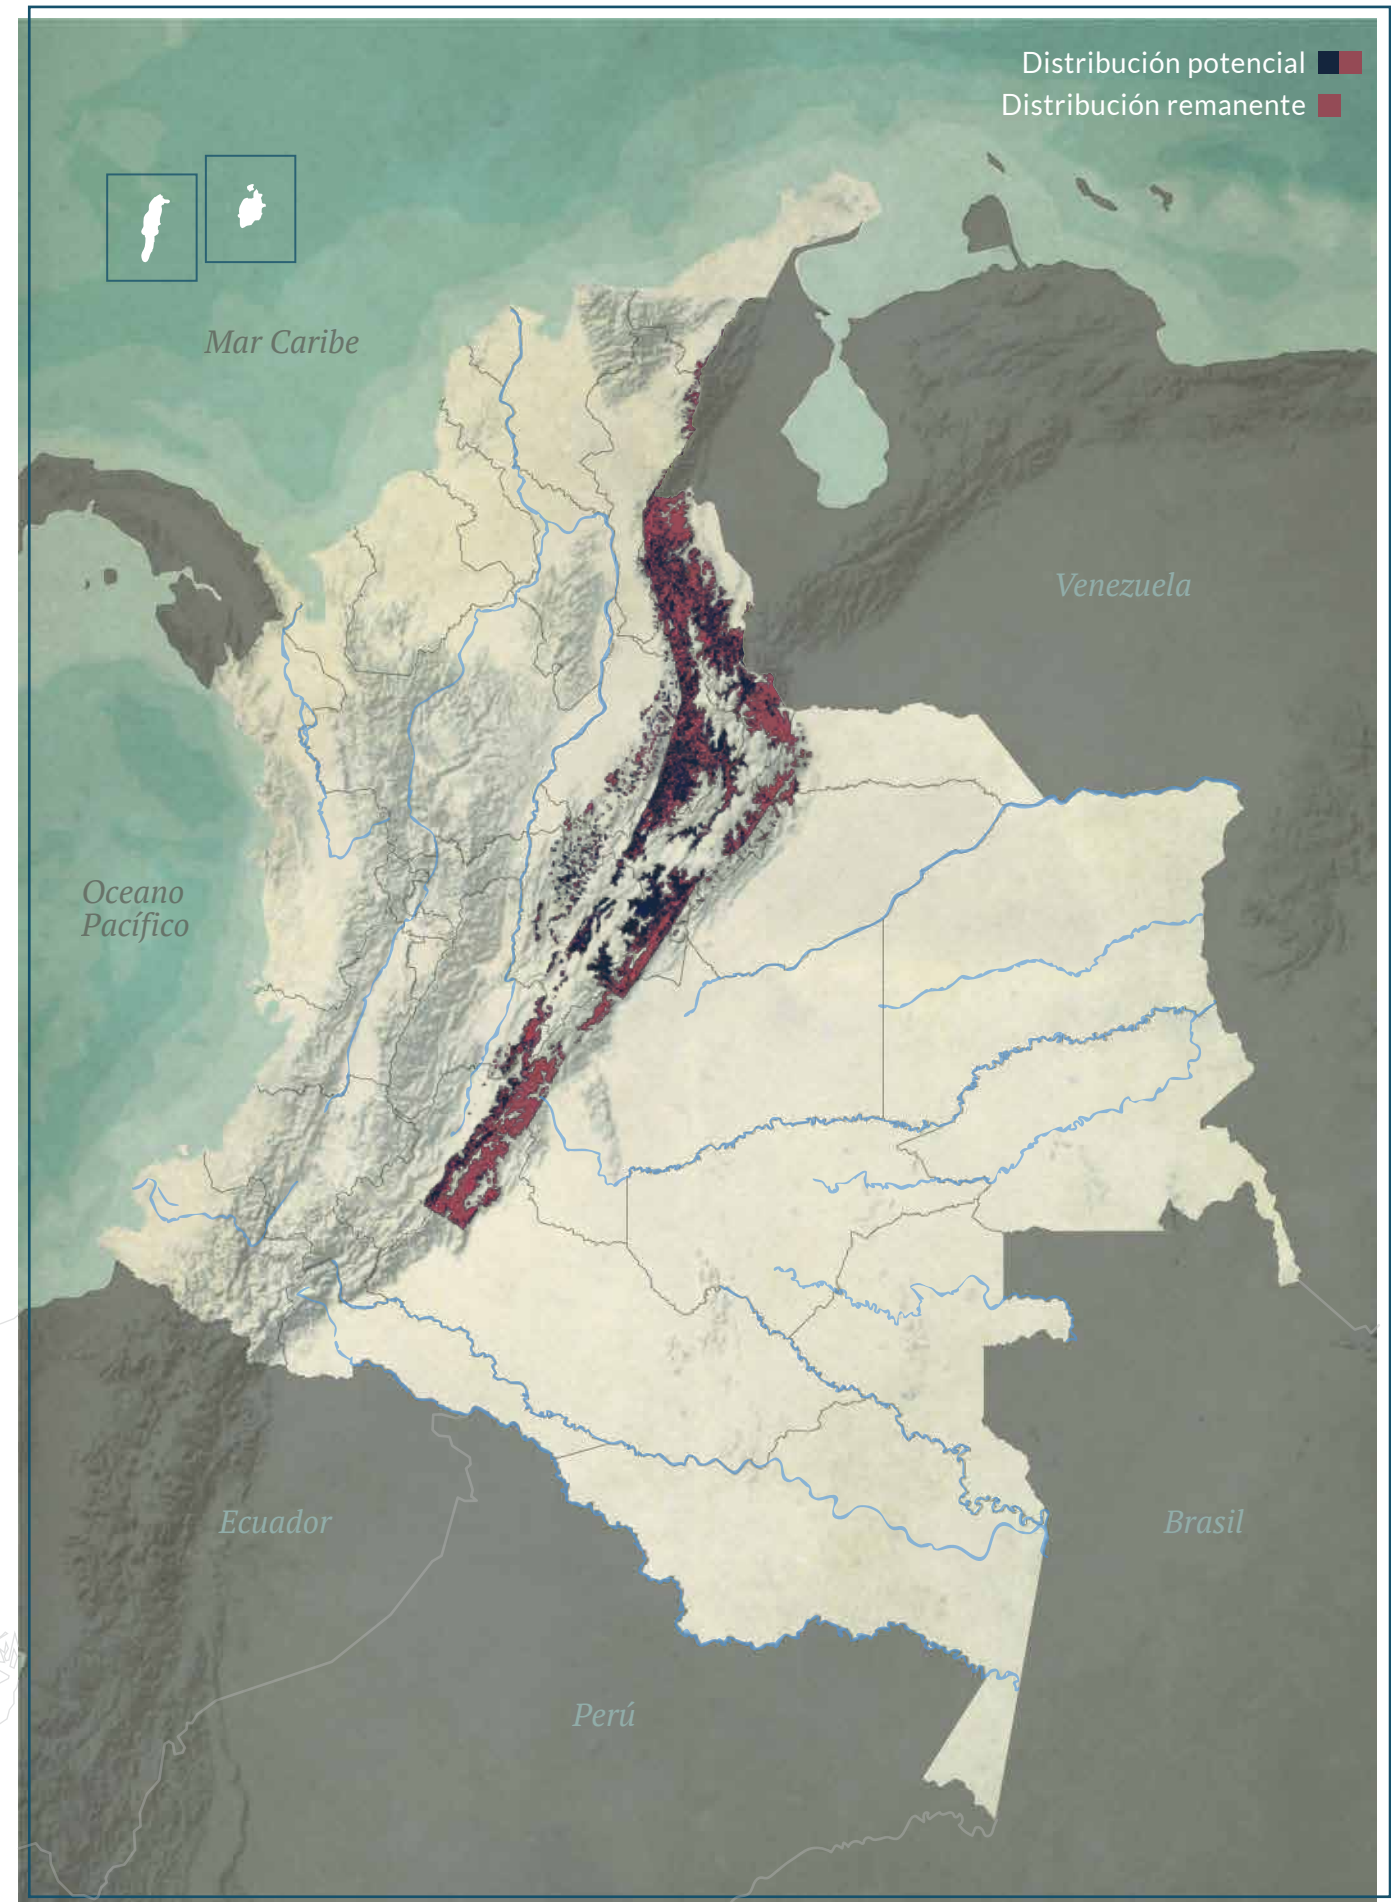 Distribución potencial
Distribución remanente
Mar Caribe
Venezuela
Oceano
Pacífico
Ecuador
Brasil
Perú